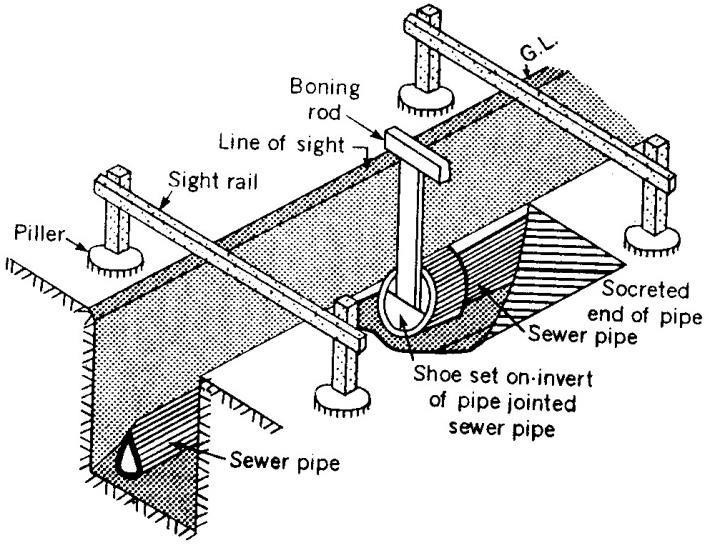 G.L.
Boning
rod
Line of sight
Sight rail
Piller
Socreted
end of pipe
Sewer pipe
Shoe set on-invert
of pipe jointed
sewer pipe
Sewer pipe